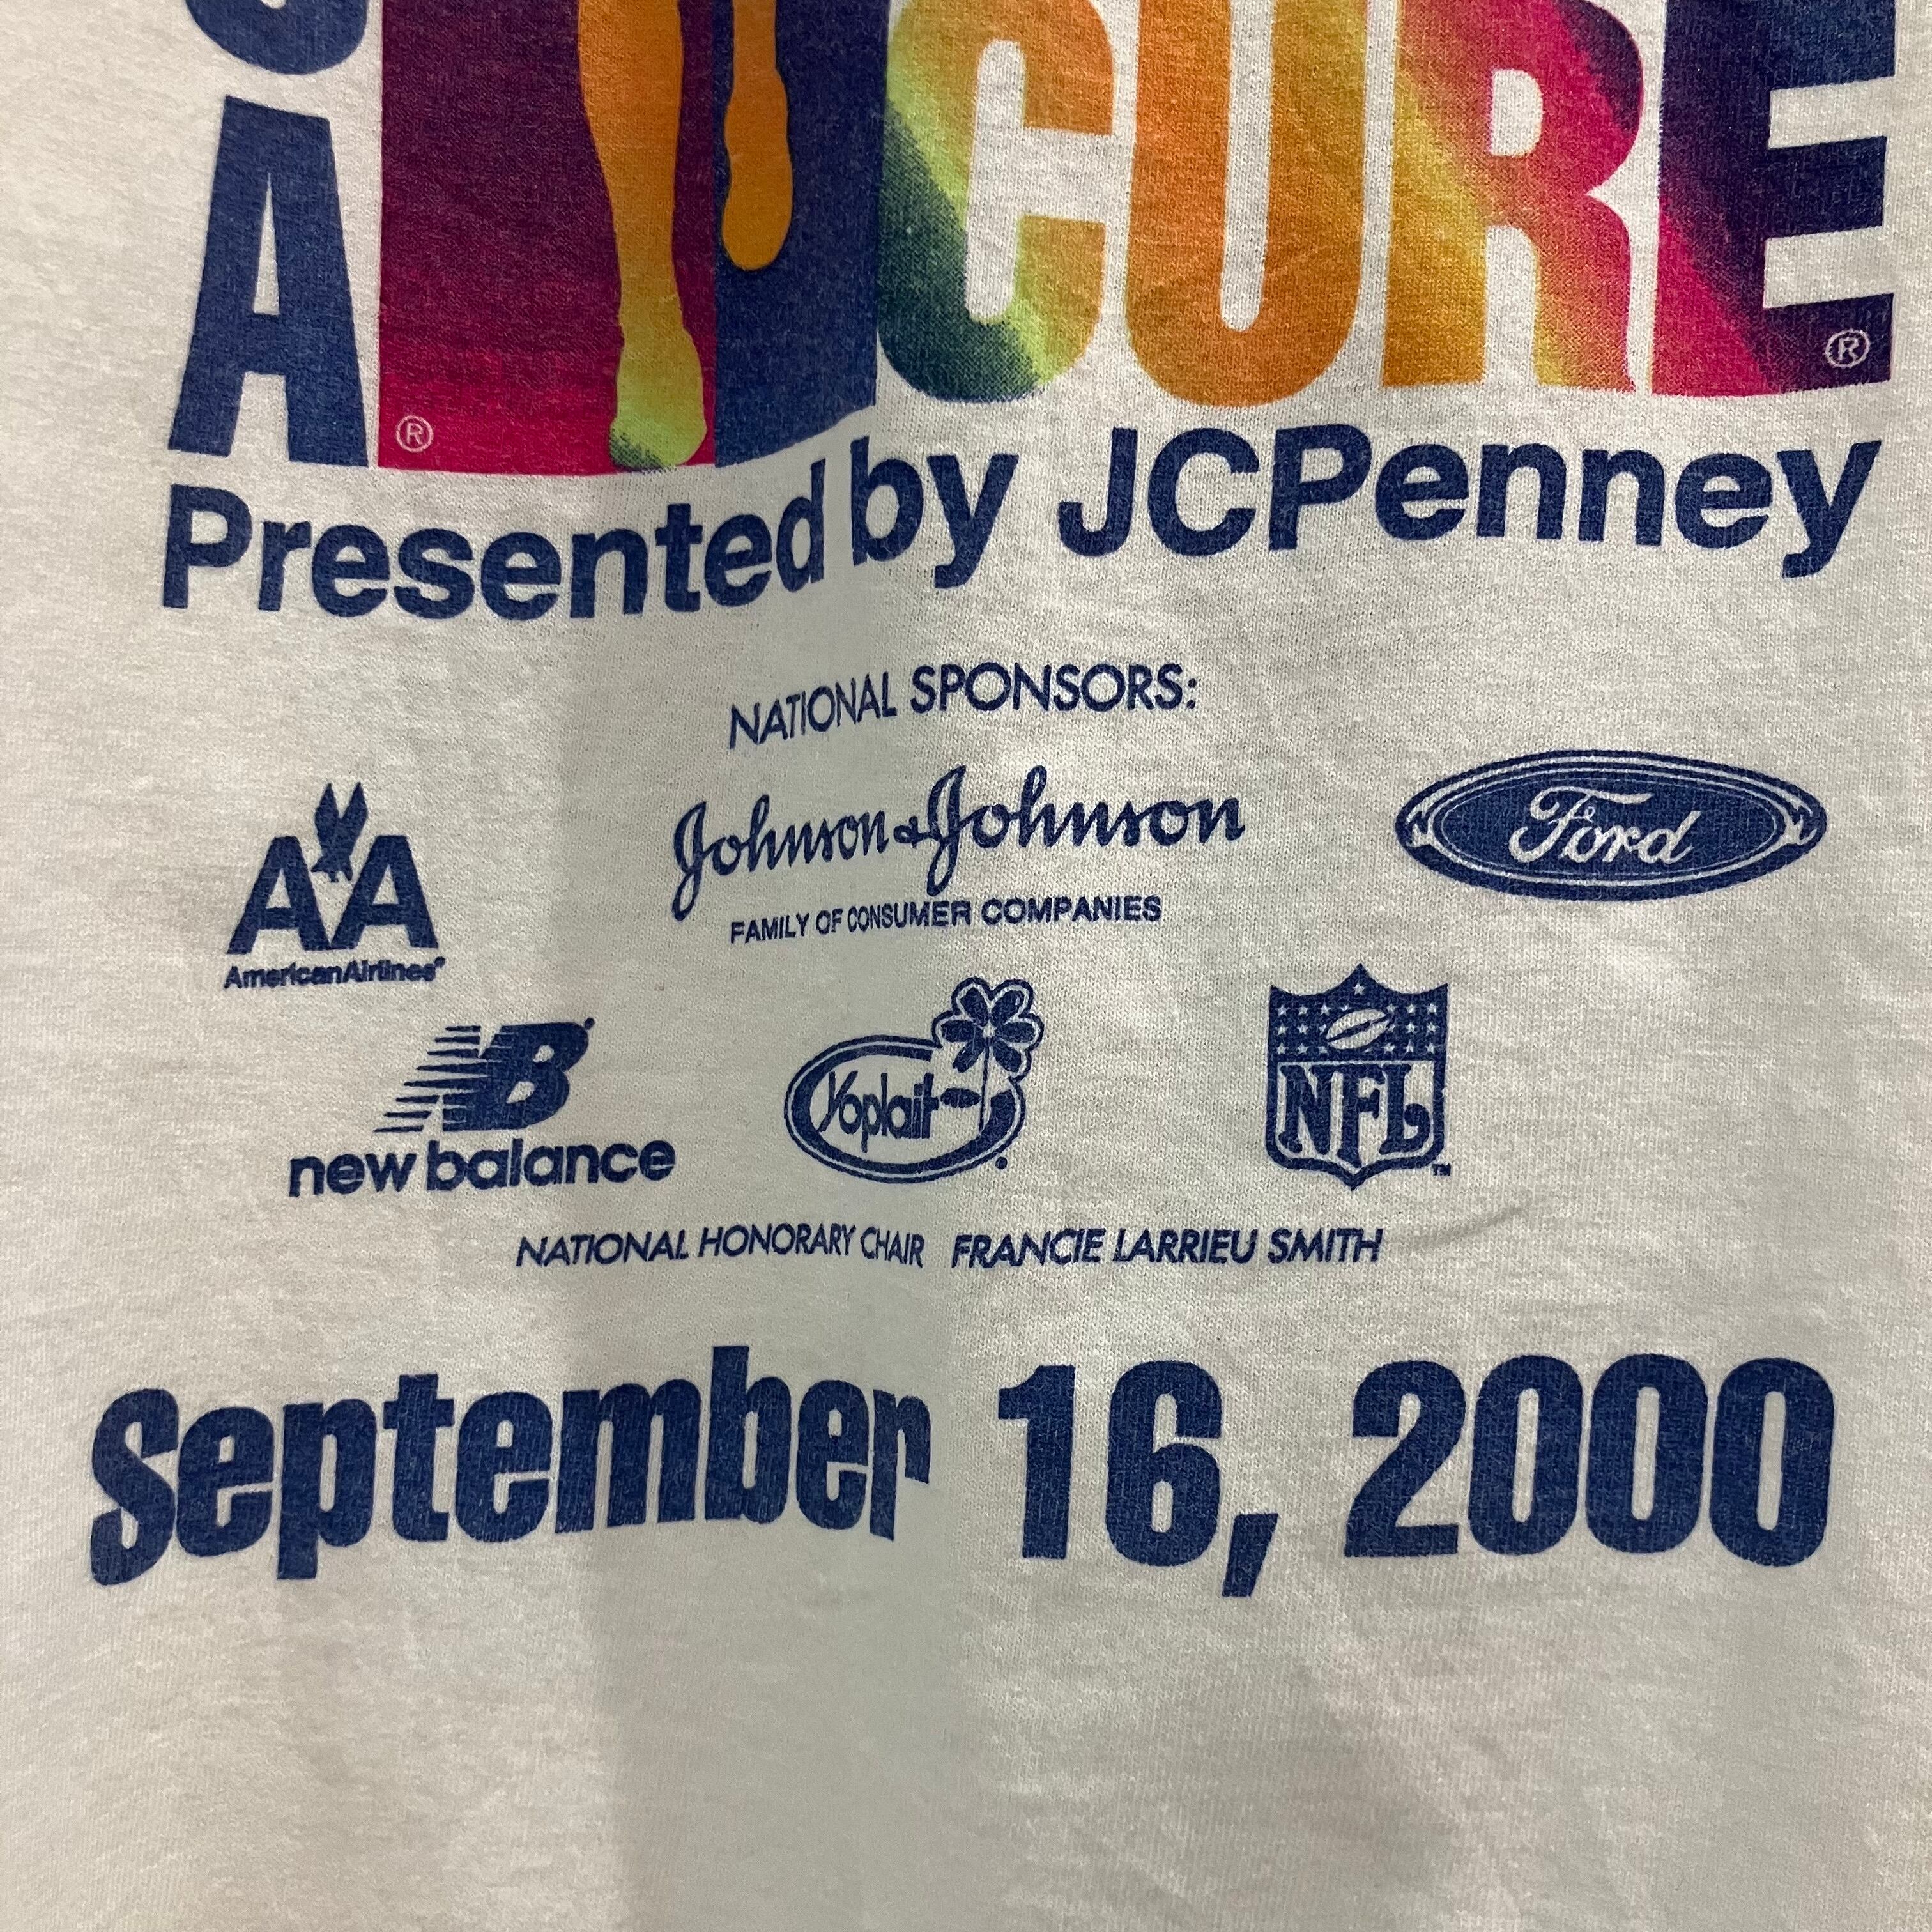 A CURE®
®
Presented by JCPenney
NATIONAL SPONSORS:
AA
AmericanAirlines®
Johnson & Johnson
FAMILY OF CONSUMER COMPANIES
Ford
NB
new balance
Yoplait
NFL
™
NATIONAL HONORARY CHAIR FRANCIE LARRIEU SMITH
September 16, 2000